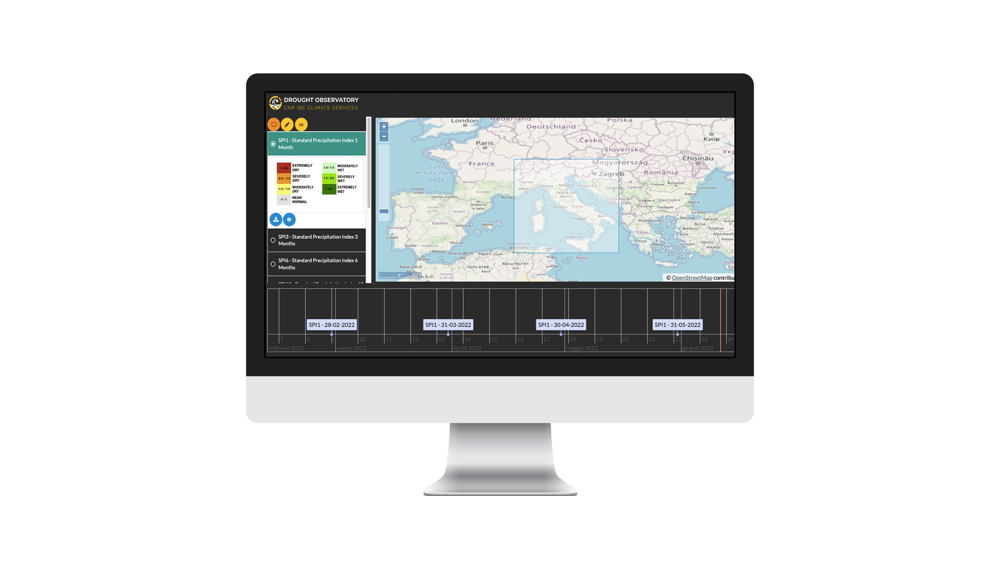 DROUGHT OBSERVATORY
CNR IBE CLIMATE SERVICES
SPI1 - Standard Precipitation Index 1
Month
< -2.0
EXTREMELY
DRY
-2.0 / -1.5
SEVERELY
DRY
-1.5 / -1.0
MODERATELY
DRY
-1 / 1
NEAR
NORMAL
1.0 / 1.5
MODERATELY
WET
1.5 / 2.0
SEVERELY
WET
> 2.0
EXTREMELY
WET
SPI3 - Standard Precipitation Index 3
Months
SPI6 - Standard Precipitation Index 6
Months
+
−
London
Nederland
Polska
Deutschland
Paris
Česko
Київ
Slovensko
Укр
France
Magyarország
Chișinău
Golfe
de Gascogne /
Golfo
Zagreb
România
Aquitaine
Torino
Genova
Bologna
Hrvatska
Craiova
București
Monaco
Sarajevo
Србија
Constanța
Oviedo /
Uviéu
Occitanie
Città di San
Marino
Варна
Vitoria-Gasteiz
Marseille
Crna Gora /
Црна Гора
София
България
Бургас
Andorra
la Vella
Roma
Italia
Скопје
Пловдив
Castilla
y León
Aragón
Bari
Shqipëria
Istanbul
Napoli
Θεσσαλονίκη
Tekirdağ
Sakarya
Portugal
España
Mar Balear
Palma
Bursa
Ankar
València
Balıkesir
Kütahya
Lisboa
Palermo
Ελλάς
İzmir
Afyonkarah
Murcia
Πάτρα
Αθήνα
Konya
Sevilla
Andalucía
Constantine
Aydın
Denizli
Málaga
تونس
Antalya
Gibraltar
Oran
وهران
Algiers الجزائر
سوسة
Malta
Rabat
الرباط
Djelfa
الجلفة
Batna
باتنة
صفاقس
Oriental
تونس
طرابلس
5°
© OpenStreetMap contribu
SPI1 - 28-02-2022
SPI1 - 31-03-2022
SPI1 - 30-04-2022
SPI1 - 31-05-2022
7 8 9 10 11 12 13 14 15 16 17 18 19 20 21 22 23 24
febbraio 2022
marzo 2022
aprile 2022
maggio 2022
giugno 2022